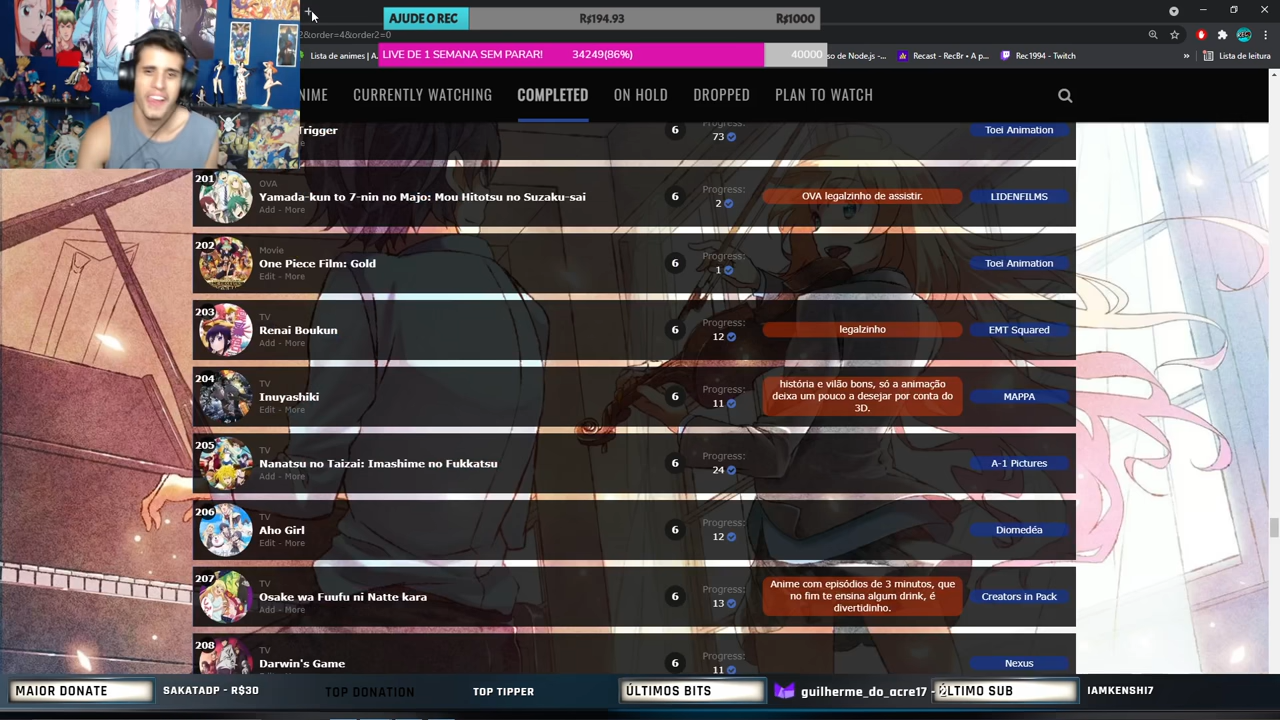 AJUDE O REC R$194.93 R$1000
2&order=4&order2=0
Lista de animes | A.
LIVE DE 1 SEMANA SEM PARAR! 34249(86%) 40000
so de Node.js -... Recast - RecBr • A p... Rec1994 - Twitch » Lista de leitura
NIME CURRENTLY WATCHING COMPLETED ON HOLD DROPPED PLAN TO WATCH
Trigger 6 Progress: 73 Toei Animation
201 OVA
Yamada-kun to 7-nin no Majo: Mou Hitotsu no Suzaku-sai
Add - More
6 Progress: 2
OVA legalzinho de assistir.
LIDENFILMS
202 Movie
One Piece Film: Gold
Edit - More
6 Progress: 1
Toei Animation
203 TV
Renai Boukun
Add - More
6 Progress: 12
legalzinho
EMT Squared
204 TV
Inuyashiki
Edit - More
6 Progress: 11
história e vilão bons, só a animação
deixa um pouco a desejar por conta do
3D.
MAPPA
205 TV
Nanatsu no Taizai: Imashime no Fukkatsu
Add - More
6 Progress: 24
A-1 Pictures
206 TV
Aho Girl
Edit - More
6 Progress: 12
Diomedéa
207 TV
Osake wa Fuufu ni Natte kara
Add - More
6 Progress: 13
Anime com episódios de 3 minutos, que
no fim te ensina algum drink, é
divertidinho.
Creators in Pack
208 TV
Darwin's Game
6 Progress: 11
Nexus
MAIOR DONATE SAKATADP - R$30 TOP DONATION TOP TIPPER ÚLTIMOS BITS guilherme_do_acre17 - ÚLTIMO SUB IAMKENSHI7